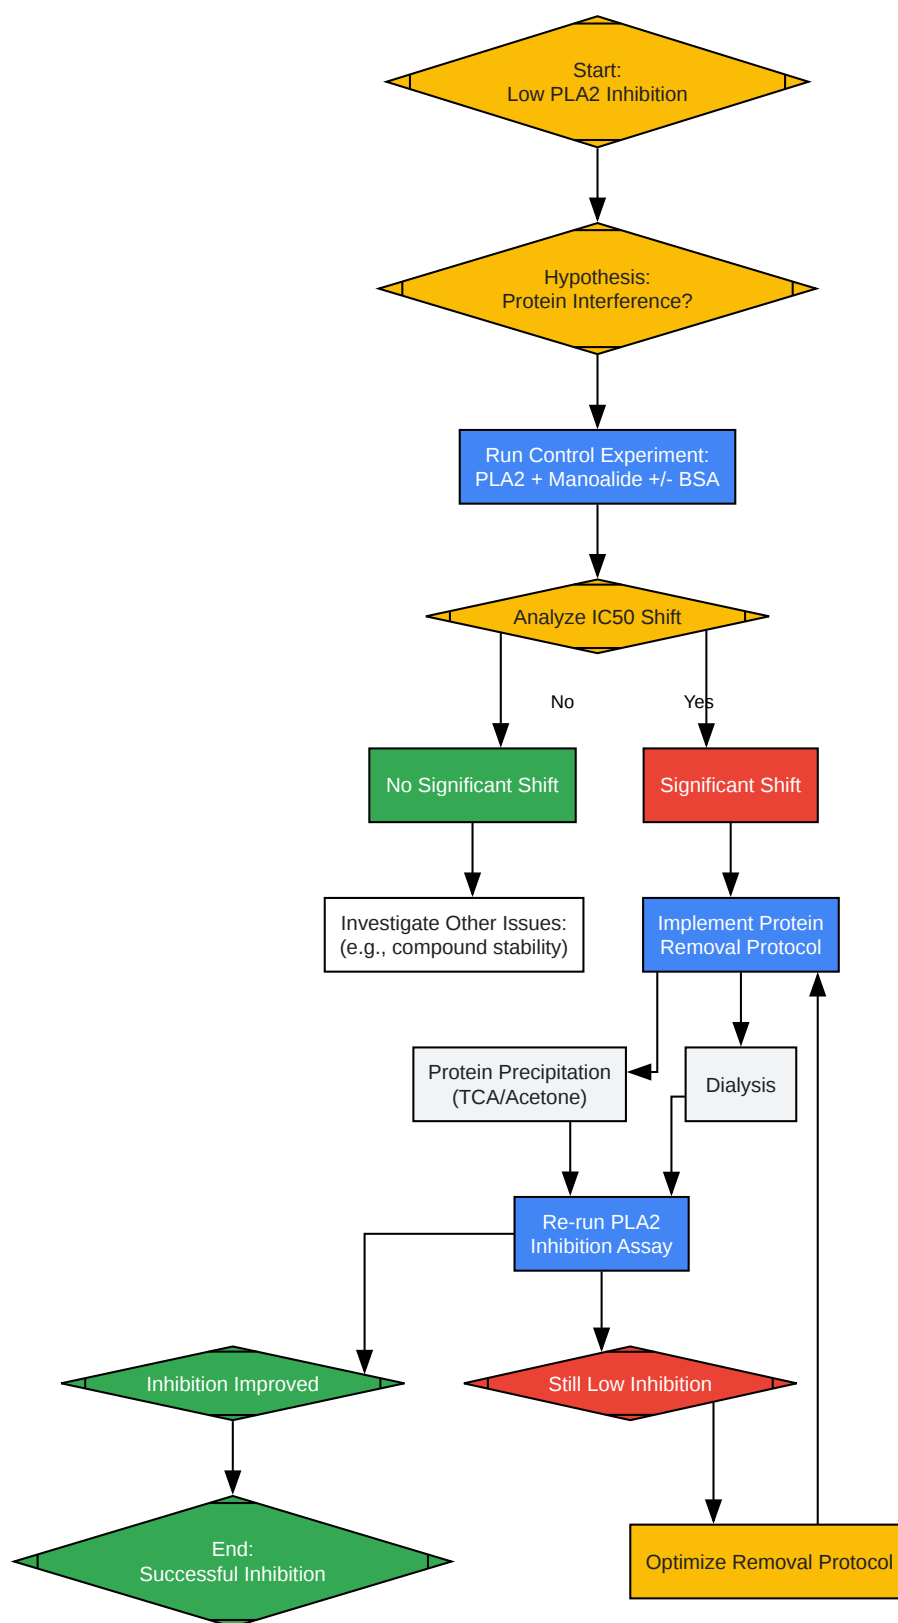 Start:
Low PLA2 Inhibition
Hypothesis:
Protein Interference?
Run Control Experiment:
PLA2 + Manoalide +/- BSA
Analyze IC50 Shift
No
Yes
No Significant Shift
Significant Shift
Investigate Other Issues:
(e.g., compound stability)
Implement Protein
Removal Protocol
Protein Precipitation
(TCA/Acetone)
Dialysis
Re-run PLA2
Inhibition Assay
Inhibition Improved
Still Low Inhibition
End:
Successful Inhibition
Optimize Removal Protocol